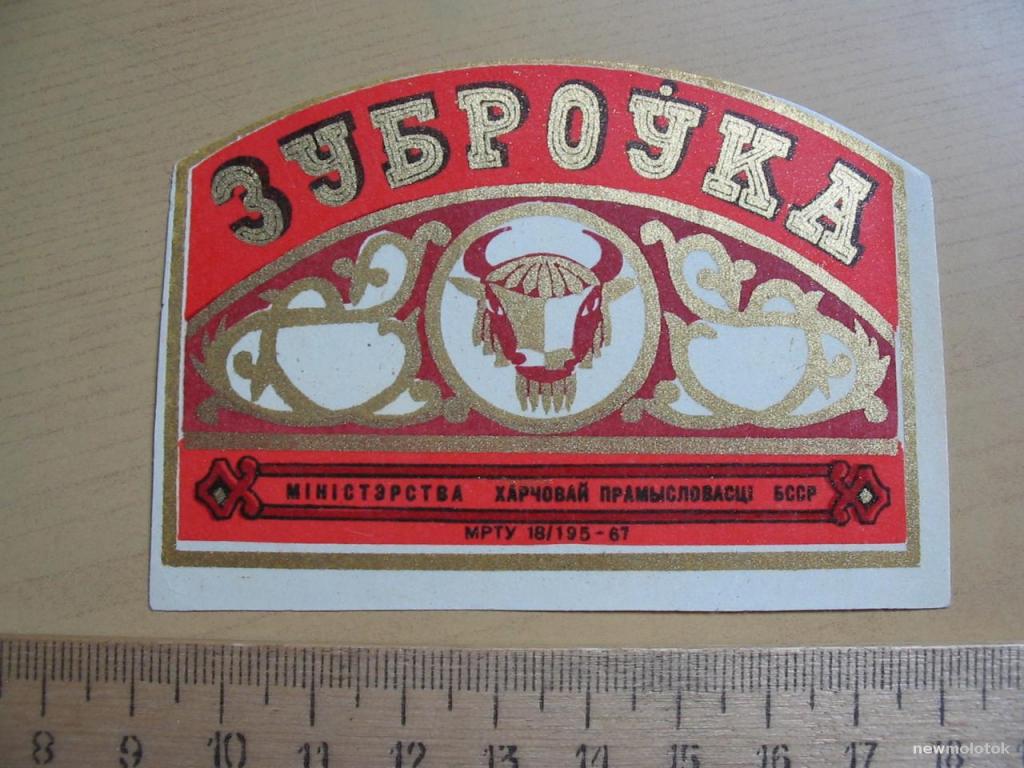 ЗУБРОЎКА
МІНІСТЭРСТВА ХАРЧОВАЙ ПРАМЫСЛОВАСЦІ БССР
МРТУ 18/195-67
8 9 10 11 12 13 14 15 16 17 18
newmolotok